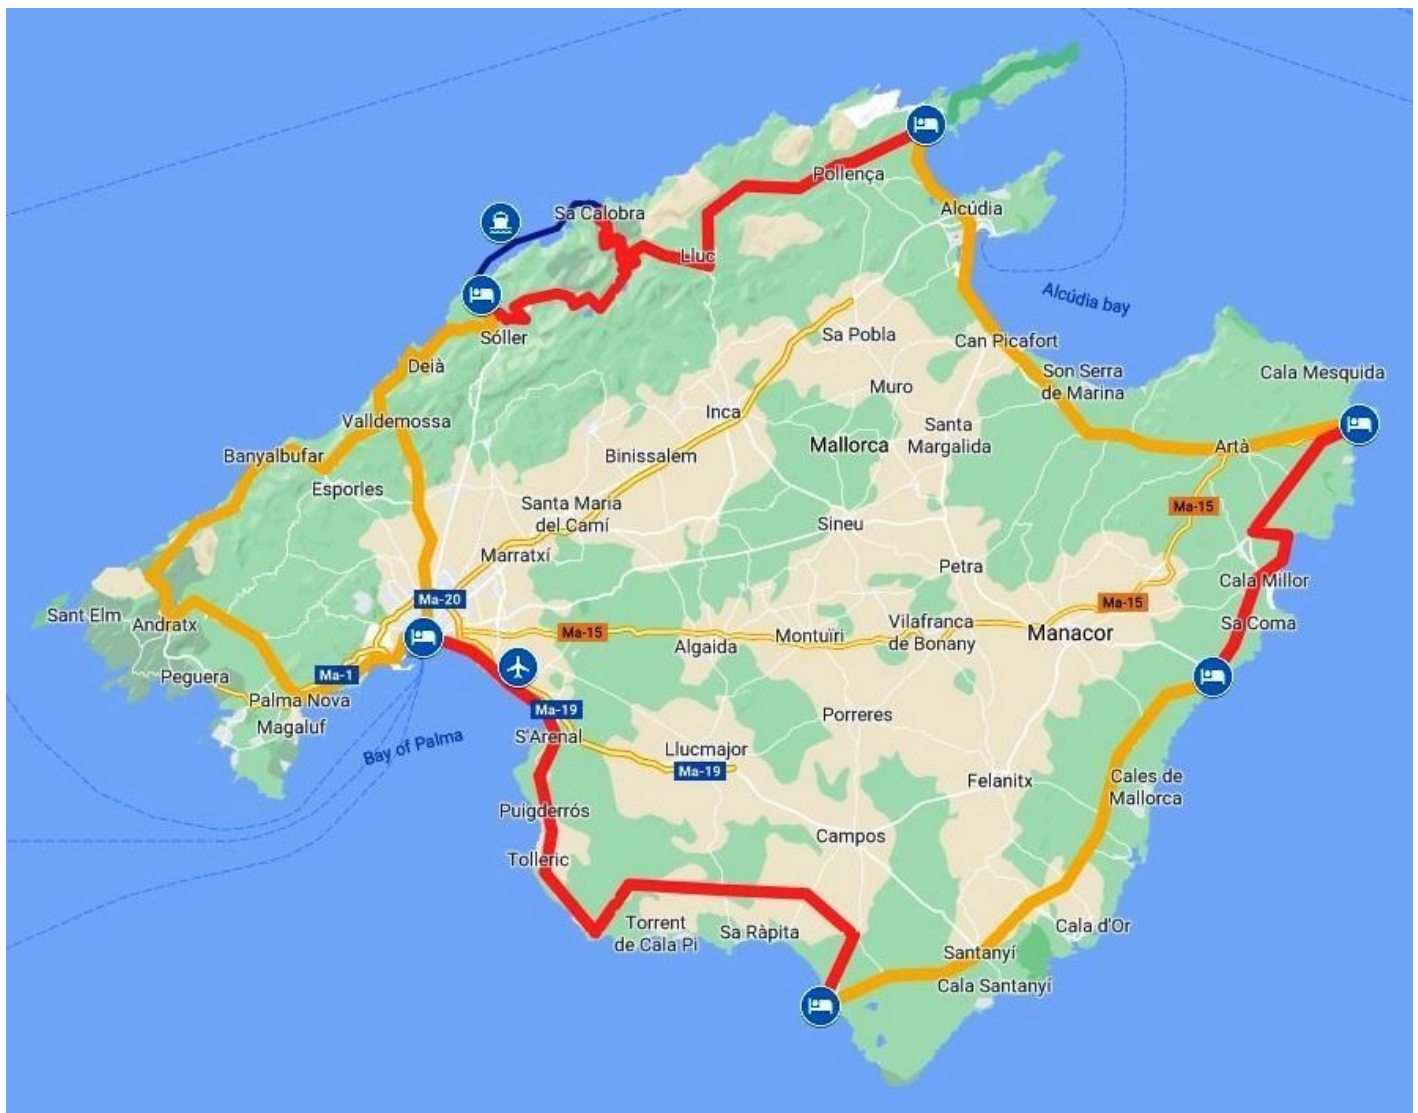 Pollença
Alcúdia
Sa Calobra
Lluc
Alcúdia bay
Sóller
Sa Pobla
Can Picafort
Deià
Son Serra
de Marina
Cala Mesquida
Muro
Inca
Valldemossa
Santa
Margalida
Mallorca
Artà
Banyalbufar
Binissalem
Esporles
Santa Maria
del Camí
Ma-15
Sineu
Marratxí
Petra
Cala Millor
Ma-20
Ma-15
Sant Elm
Andratx
Sa Coma
Ma-15
Montuïri
Vilafranca
de Bonany
Manacor
Algaida
Peguera
Ma-1
Palma Nova
Magaluf
Ma-19
Porreres
S'Arenal
Bay of Palma
Llucmajor
Ma-19
Felanitx
Cales de
Mallorca
Puigderrós
Campos
Tolleric
Torrent
de Cala Pi
Sa Ràpita
Cala d'Or
Santanyí
Cala Santanyí